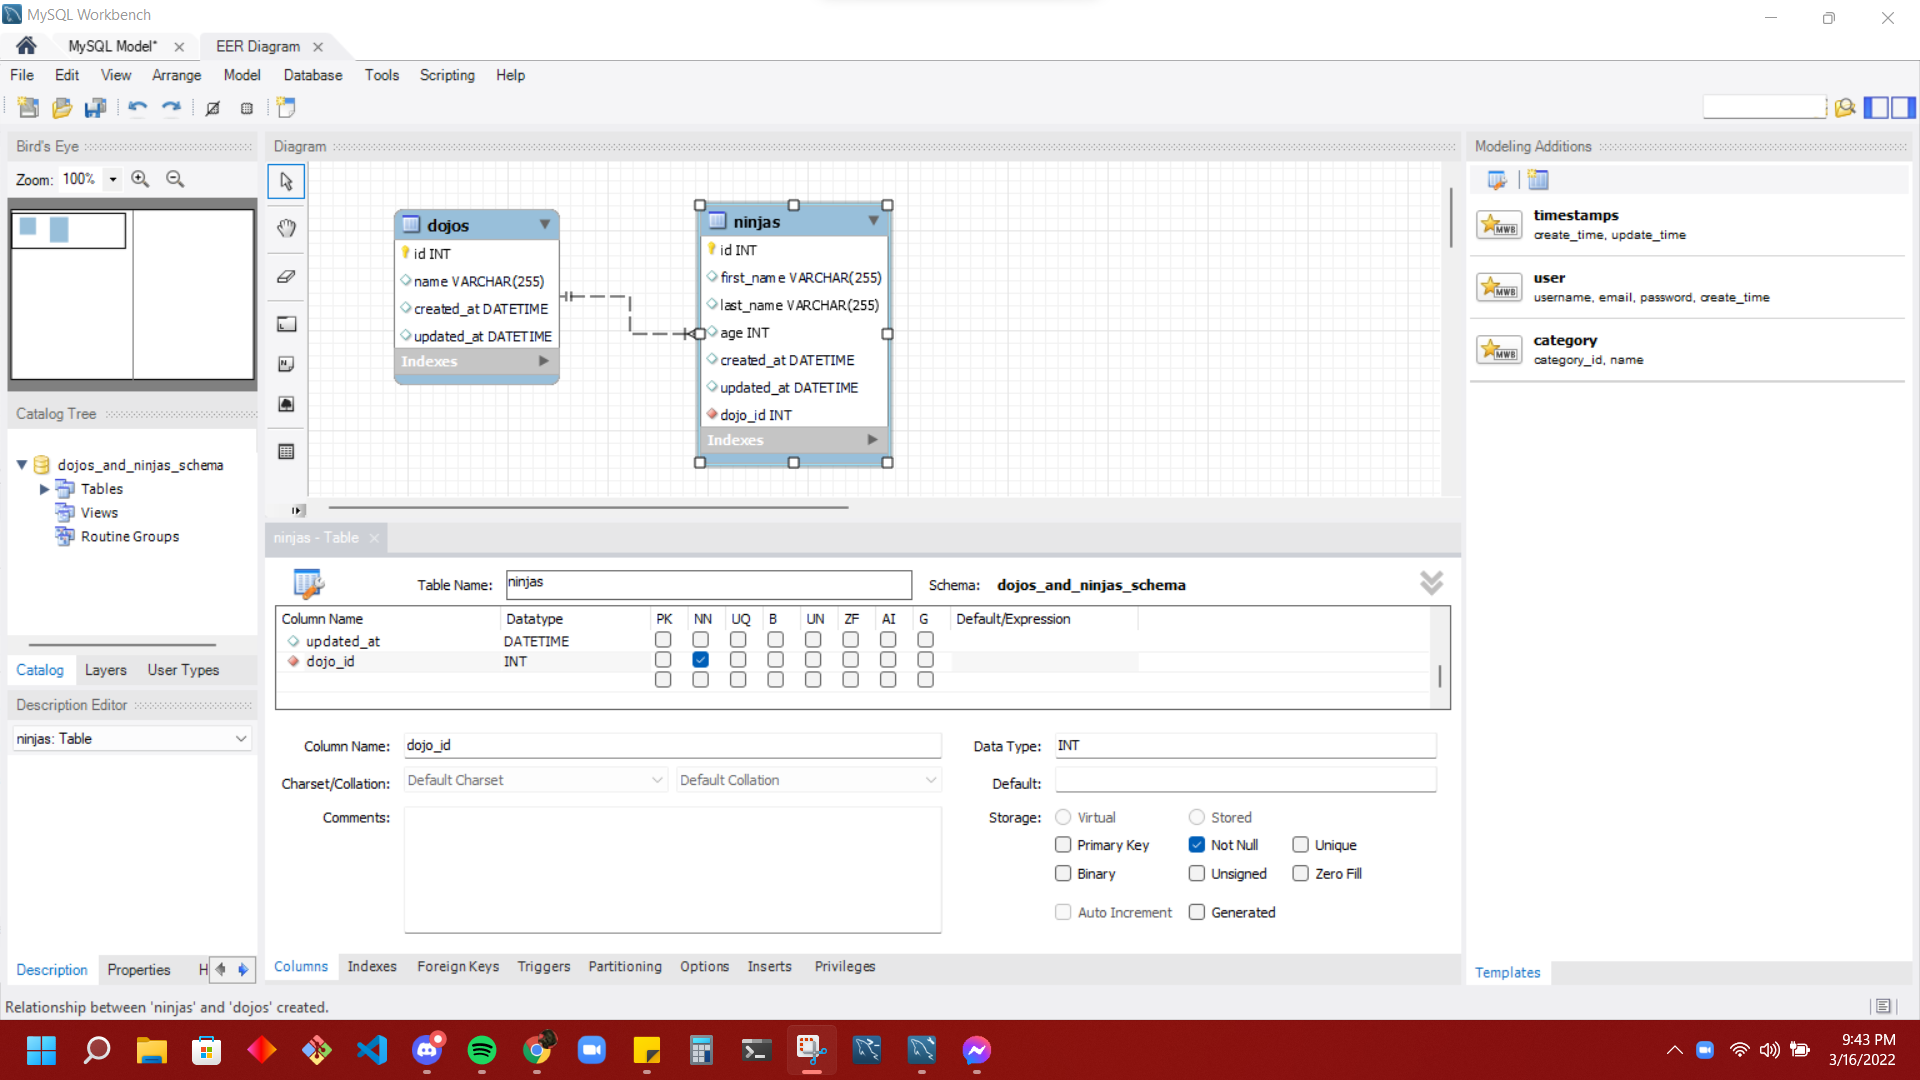 MySQL Workbench
MySQL Model*
EER Diagram
File Edit View Arrange Model Database Tools Scripting Help
Bird's Eye
Zoom: 100%
Catalog Tree
dojos_and_ninjas_schema
Tables
Views
Routine Groups
Catalog Layers User Types
Description Editor
ninjas: Table
Description Properties H
Diagram
dojos
id INT
name VARCHAR(255)
created_at DATETIME
updated_at DATETIME
Indexes
ninjas
id INT
first_name VARCHAR(255)
last_name VARCHAR(255)
age INT
created_at DATETIME
updated_at DATETIME
dojo_id INT
Indexes
ninjas - Table
Table Name: ninjas Schema: dojos_and_ninjas_schema
Column Name Datatype PK NN UQ B UN ZF AI G Default/Expression
updated_at DATETIME
dojo_id INT
Column Name: dojo_id Data Type: INT
Charset/Collation: Default Charset Default Collation Default:
Comments: Storage: Virtual Stored
Primary Key Not Null Unique
Binary Unsigned Zero Fill
Auto Increment Generated
Columns Indexes Foreign Keys Triggers Partitioning Options Inserts Privileges
Modeling Additions
MWB
timestamps
create_time, update_time
MWB
user
username, email, password, create_time
MWB
category
category_id, name
Templates
Relationship between 'ninjas' and 'dojos' created.
9:43 PM
3/16/2022